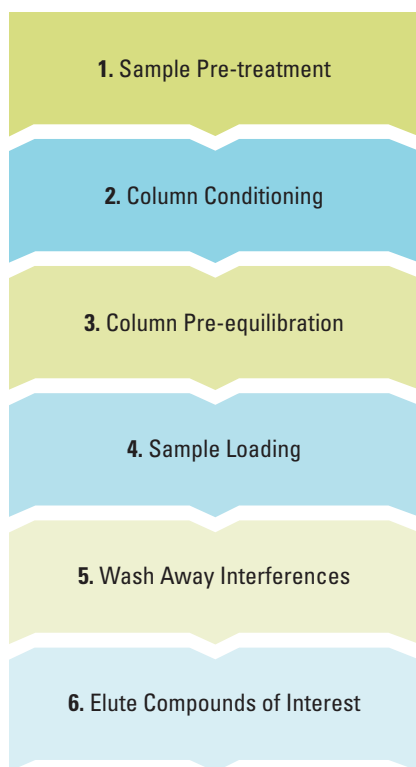 1. Sample Pre-treatment
2. Column Conditioning
3. Column Pre-equilibration
4. Sample Loading
5. Wash Away Interferences
6. Elute Compounds of Interest